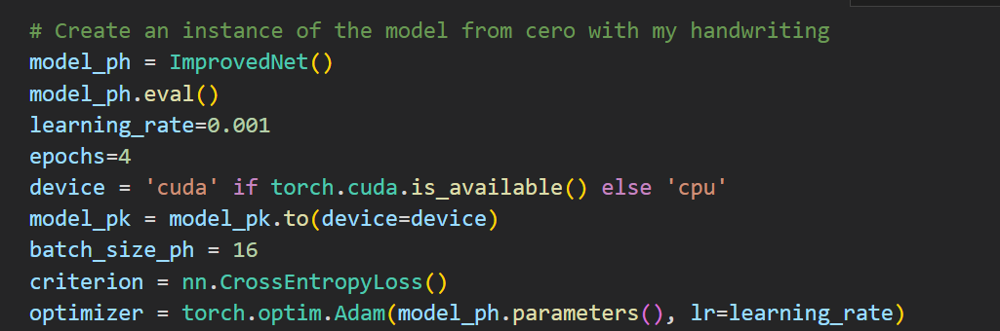 # Create an instance of the model from cero with my handwriting
model_ph = ImprovedNet()
model_ph.eval()
learning_rate=0.001
epochs=4
device = 'cuda' if torch.cuda.is_available() else 'cpu'
model_pk = model_pk.to(device=device)
batch_size_ph = 16
criterion = nn.CrossEntropyLoss()
optimizer = torch.optim.Adam(model_ph.parameters(), lr=learning_rate)